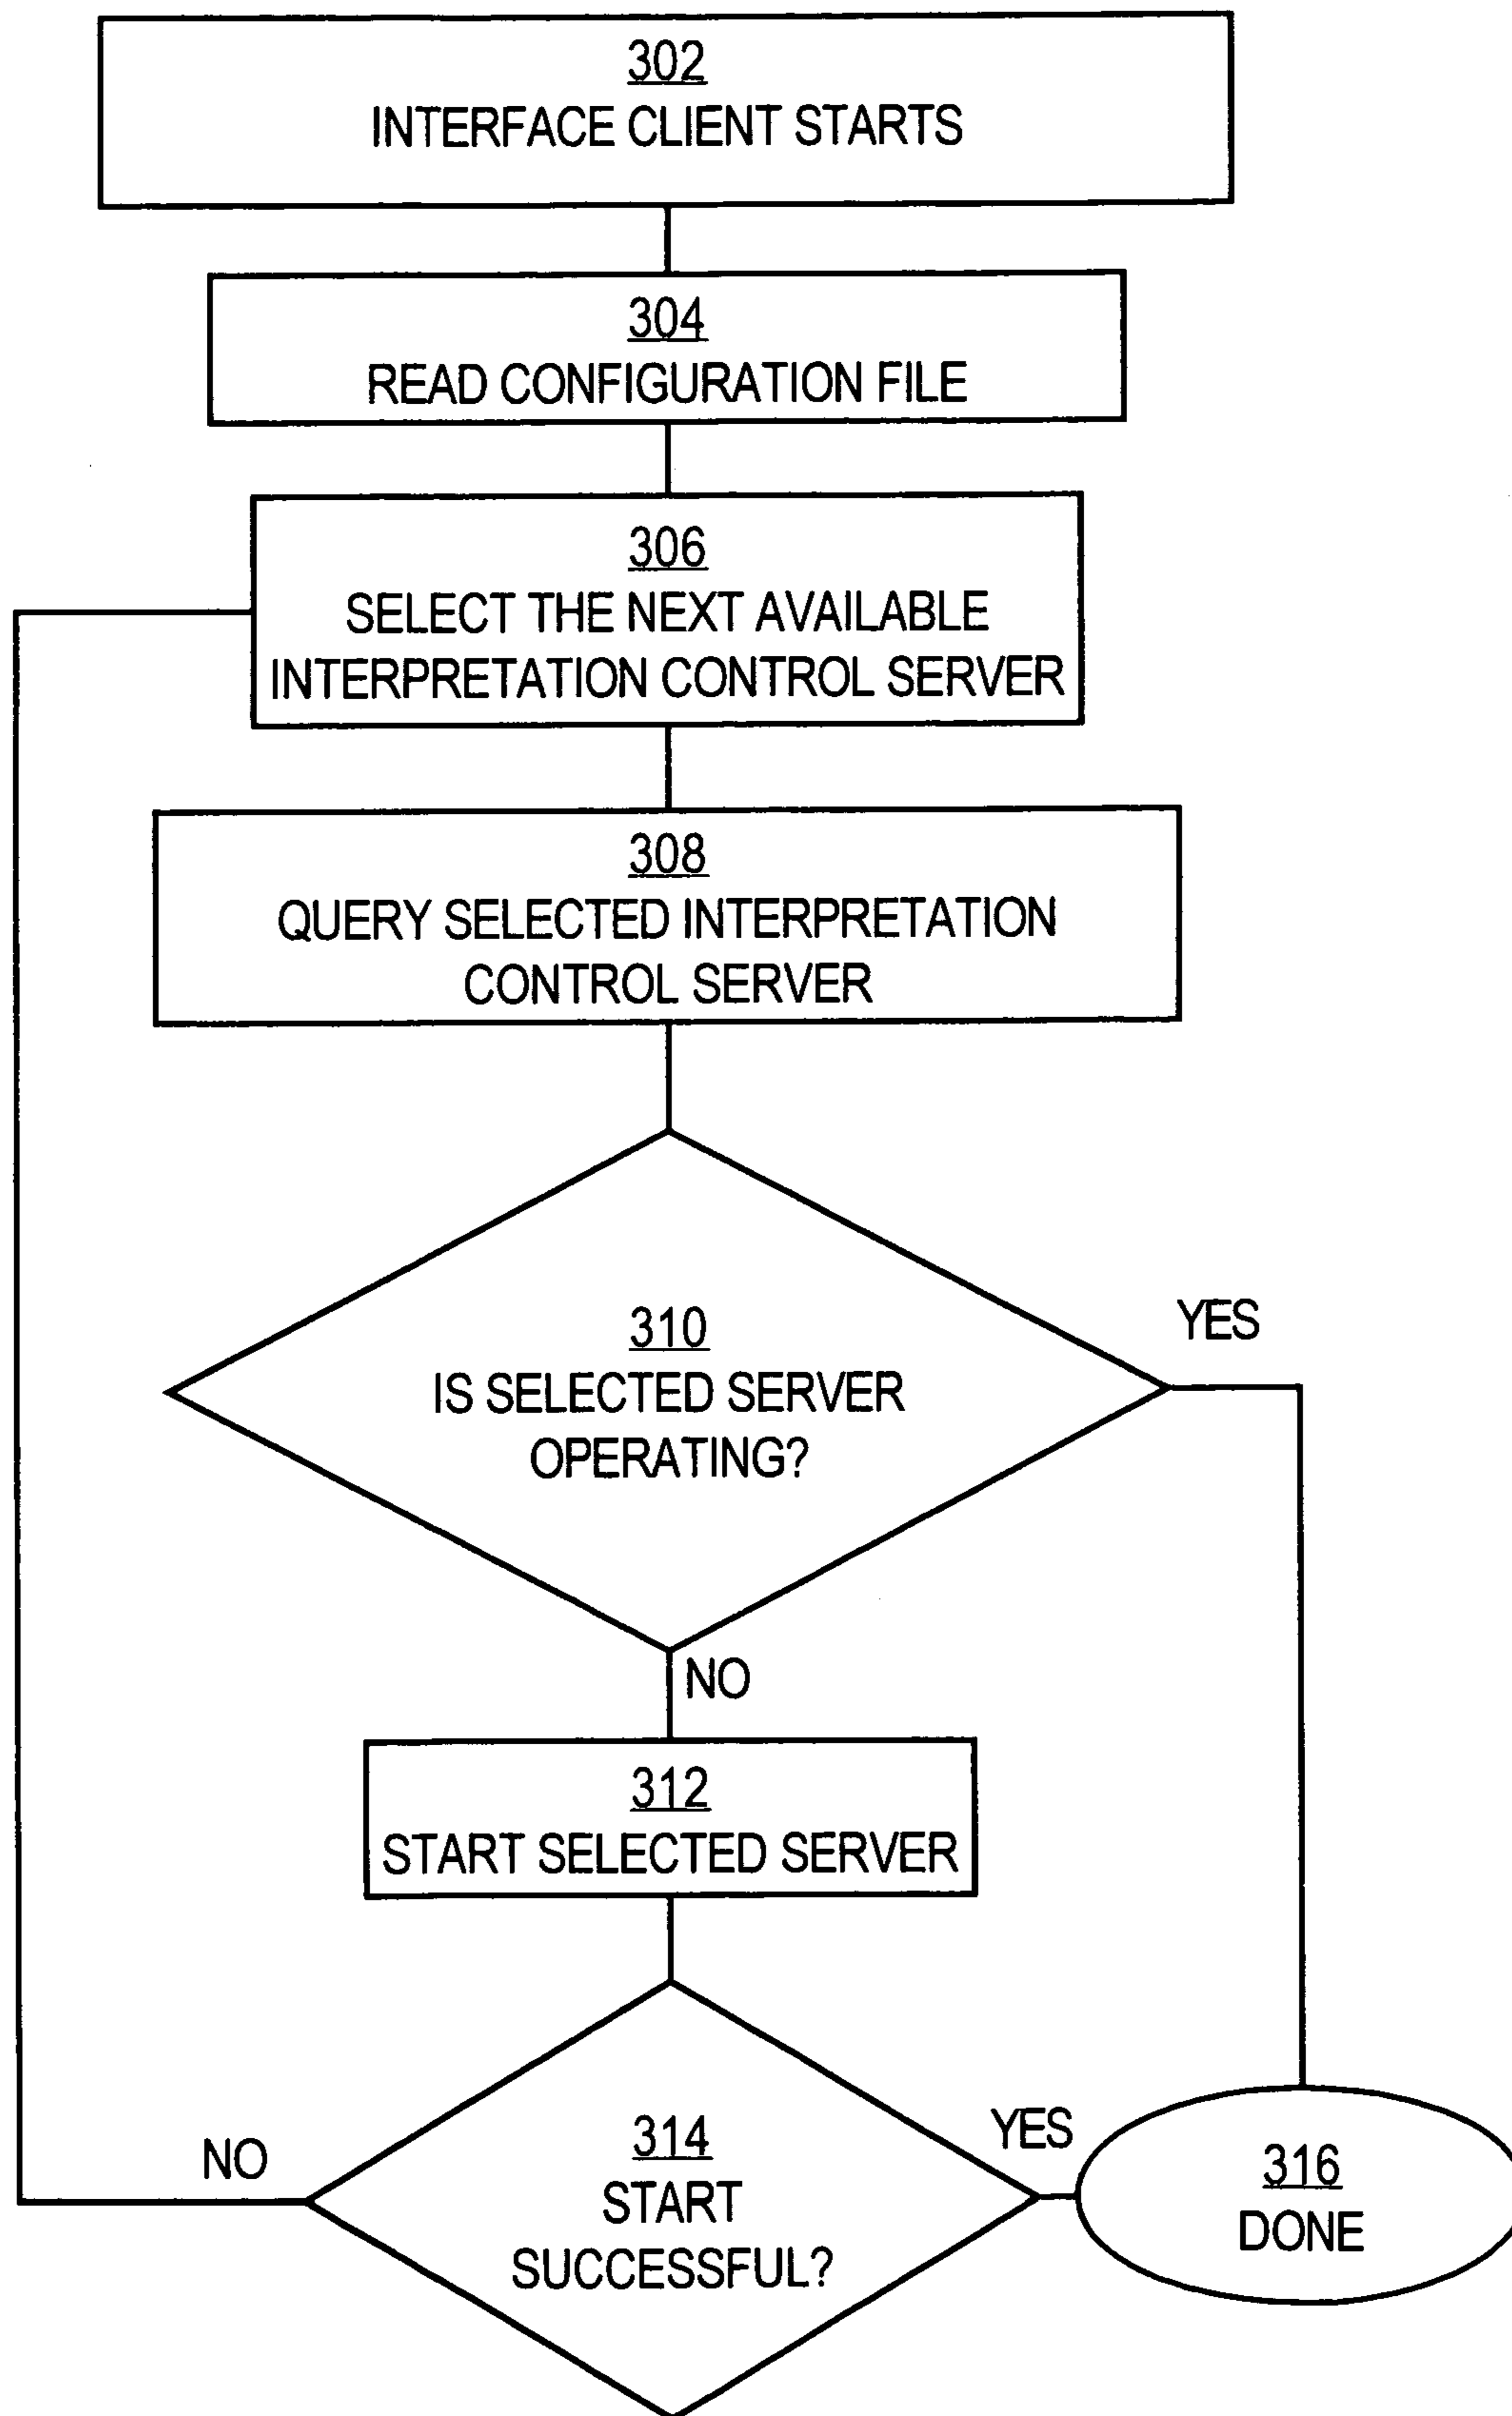 302
INTERFACE CLIENT STARTS
304
READ CONFIGURATION FILE
306
SELECT THE NEXT AVAILABLE
INTERPRETATION CONTROL SERVER
308
QUERY SELECTED INTERPRETATION
CONTROL SERVER
310
IS SELECTED SERVER
OPERATING?
YES
NO
312
START SELECTED SERVER
314
START
SUCCESSFUL?
NO
YES
316
DONE